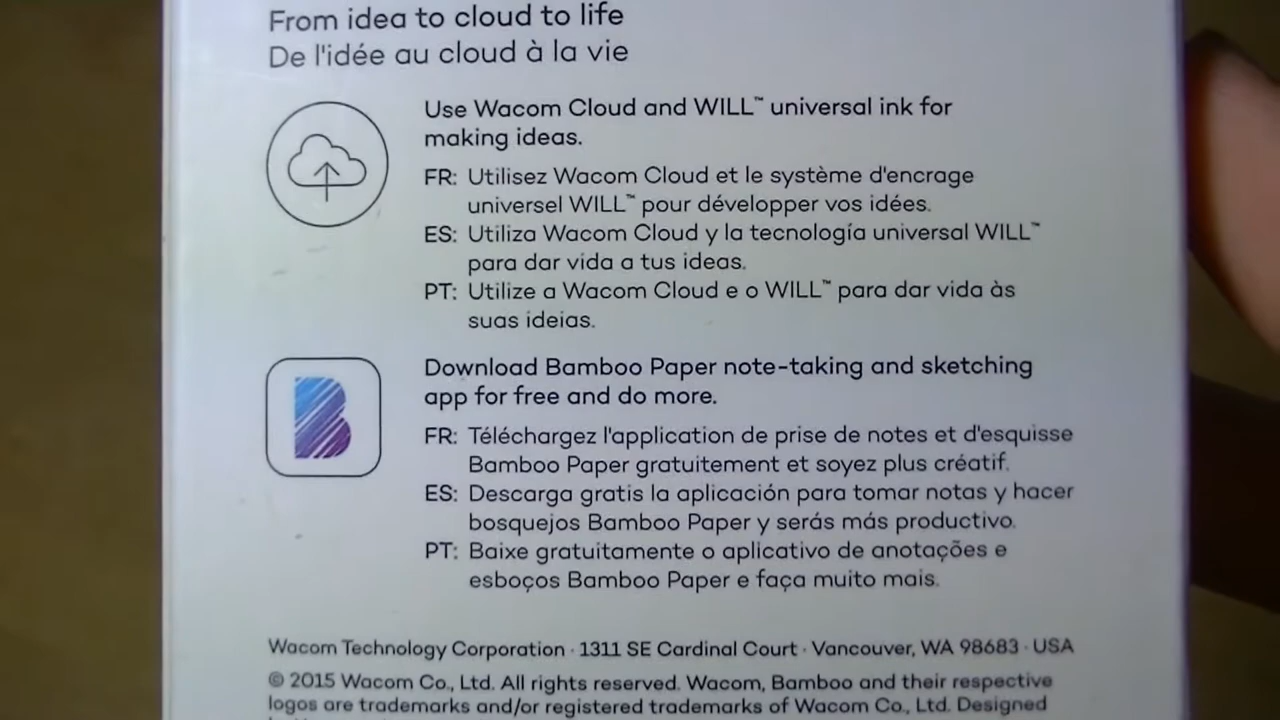 From idea to cloud to life
De l'idée au cloud à la vie
Use Wacom Cloud and WILL™ universal ink for
making ideas.
FR: Utilisez Wacom Cloud et le système d'encrage
universel WILL™ pour développer vos idées.
ES: Utiliza Wacom Cloud y la tecnología universal WILL™
para dar vida a tus ideas.
PT: Utilize a Wacom Cloud e o WILL™ para dar vida às
suas ideias.
B
Download Bamboo Paper note-taking and sketching
app for free and do more.
FR: Téléchargez l'application de prise de notes et d'esquisse
Bamboo Paper gratuitement et soyez plus créatif.
ES: Descarga gratis la aplicación para tomar notas y hacer
bosquejos Bamboo Paper y serás más productivo.
PT: Baixe gratuitamente o aplicativo de anotações e
esboços Bamboo Paper e faça muito mais.
Wacom Technology Corporation · 1311 SE Cardinal Court · Vancouver, WA 98683 · USA
© 2015 Wacom Co., Ltd. All rights reserved. Wacom, Bamboo and their respective
logos are trademarks and/or registered trademarks of Wacom Co., Ltd. Designed